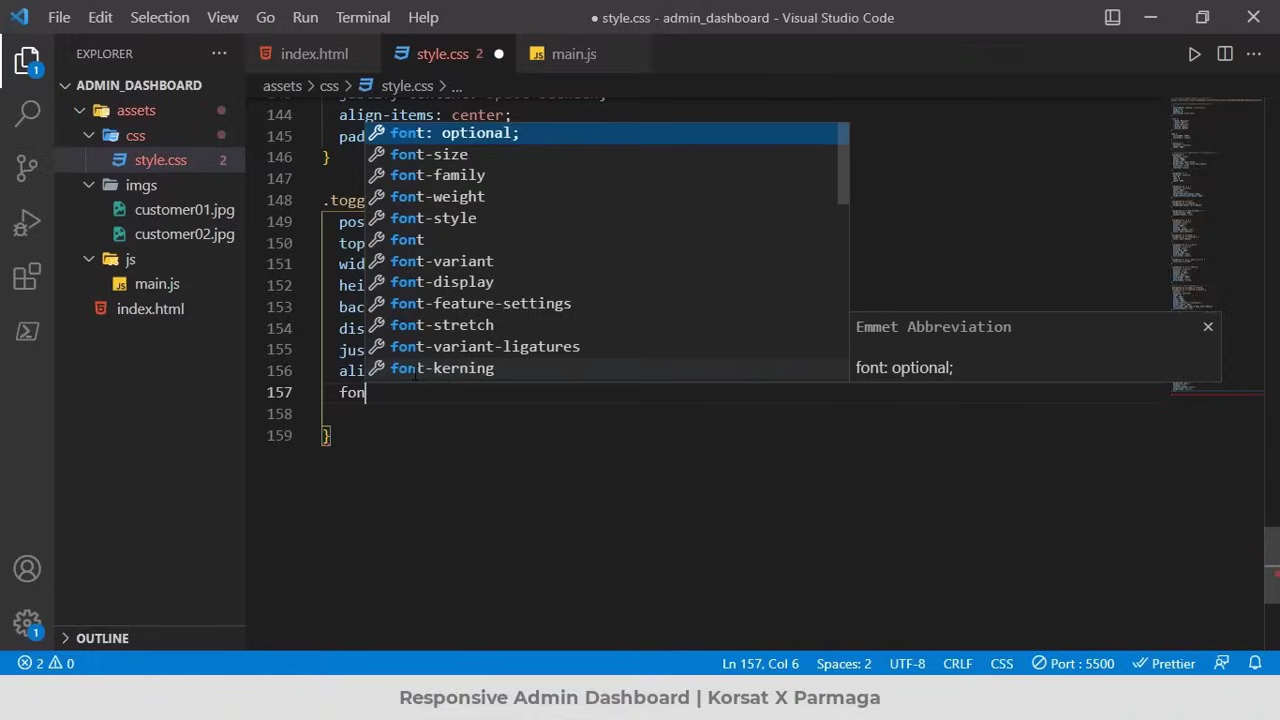 File Edit Selection View Go Run Terminal Help
● style.css - admin_dashboard - Visual Studio Code
EXPLORER
ADMIN_DASHBOARD
assets
css
style.css 2
imgs
customer01.jpg
customer02.jpg
js
main.js
index.html
OUTLINE
1
1
index.html
style.css 2 ●
main.js
assets > css > style.css > ...
144 align-items: center;
145 pad
146 }
147
148 .togg
149 pos
150 top
151 wid
152 hei
153 bac
154 dis
155 jus
156 ali
157 fon
158
159 }
font: optional;
font-size
font-family
font-weight
font-style
font
font-variant
font-display
font-feature-settings
font-stretch
font-variant-ligatures
font-kerning
Emmet Abbreviation
font: optional;
2 0
Ln 157, Col 6 Spaces: 2 UTF-8 CRLF CSS Port : 5500 Prettier
Responsive Admin Dashboard | Korsat X Parmaga